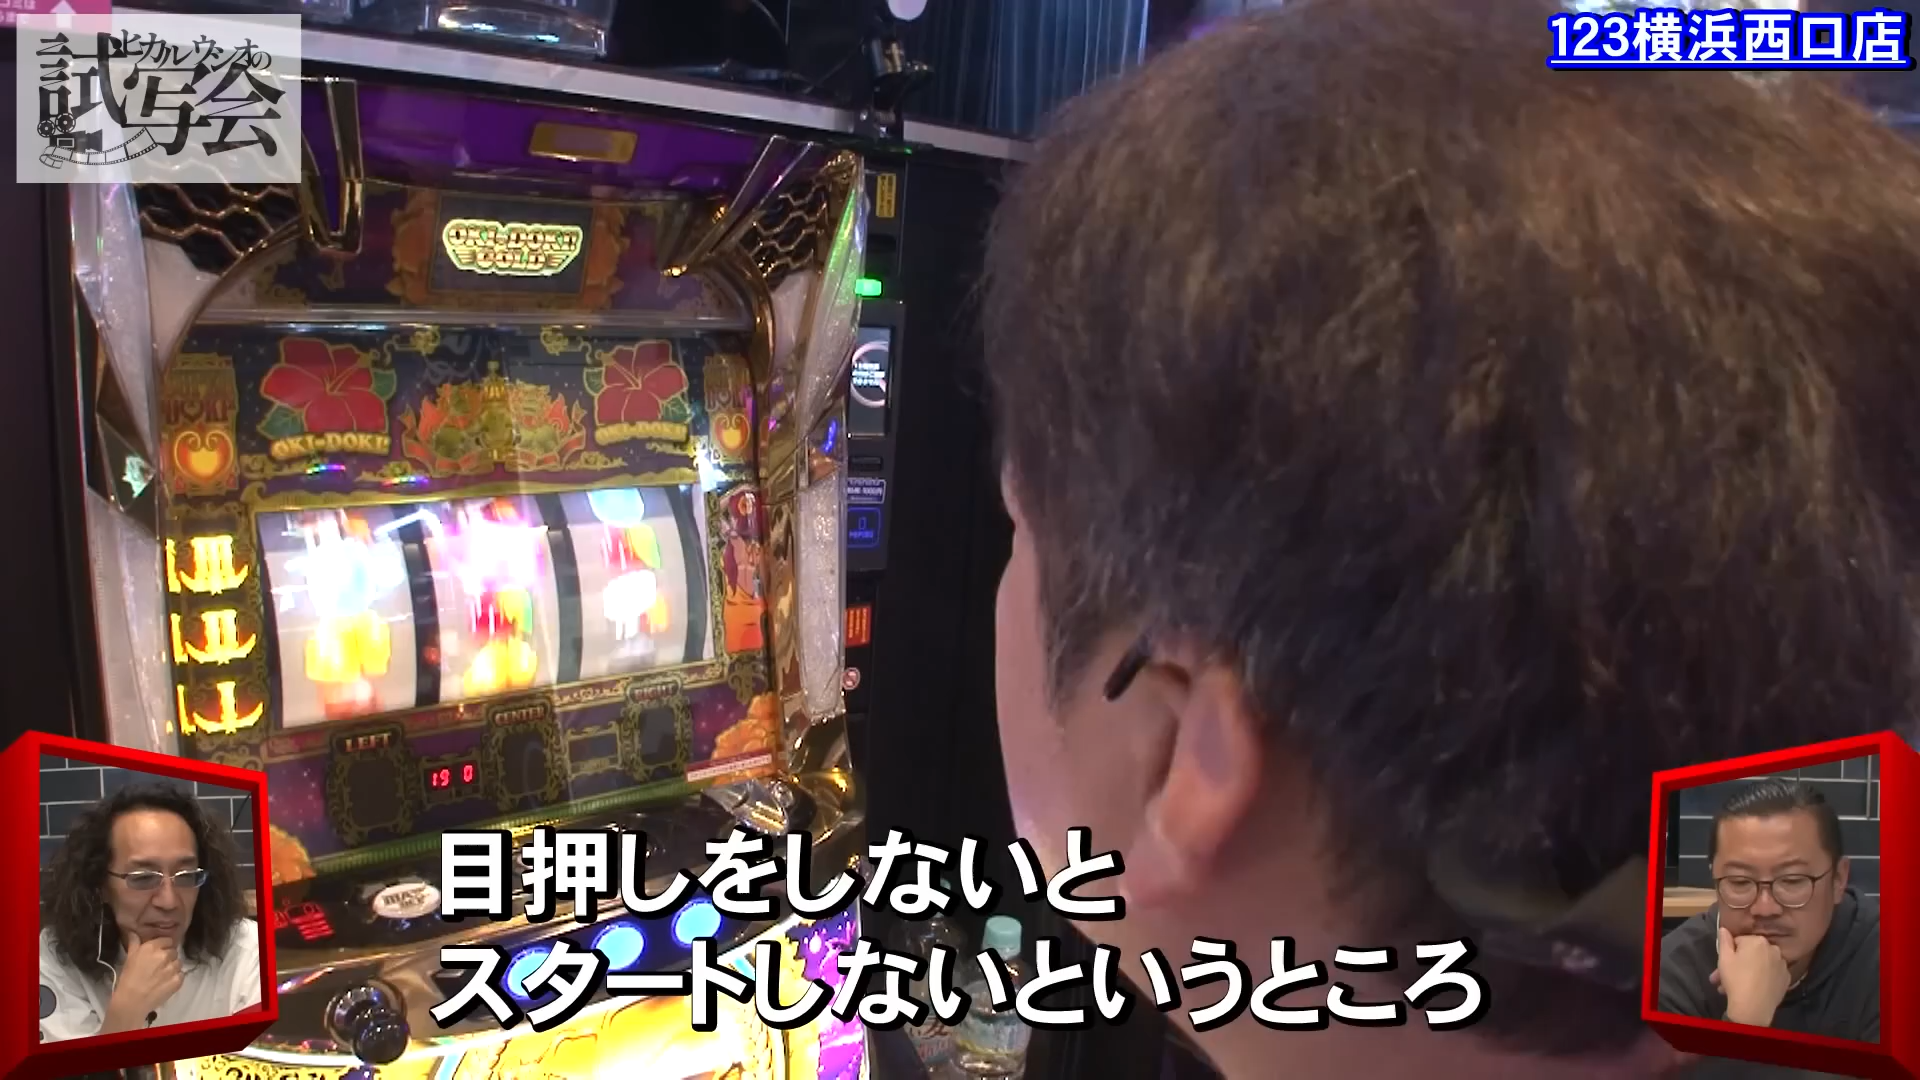 ヒカルウシオの
試写会
123横浜西口店
OKI-DOKI!
GOLD
OKI-DOKI!
OKI-DOKI!
LEFT
CENTER
RIGHT
19 0
目押しをしないと
スタートしないというところ